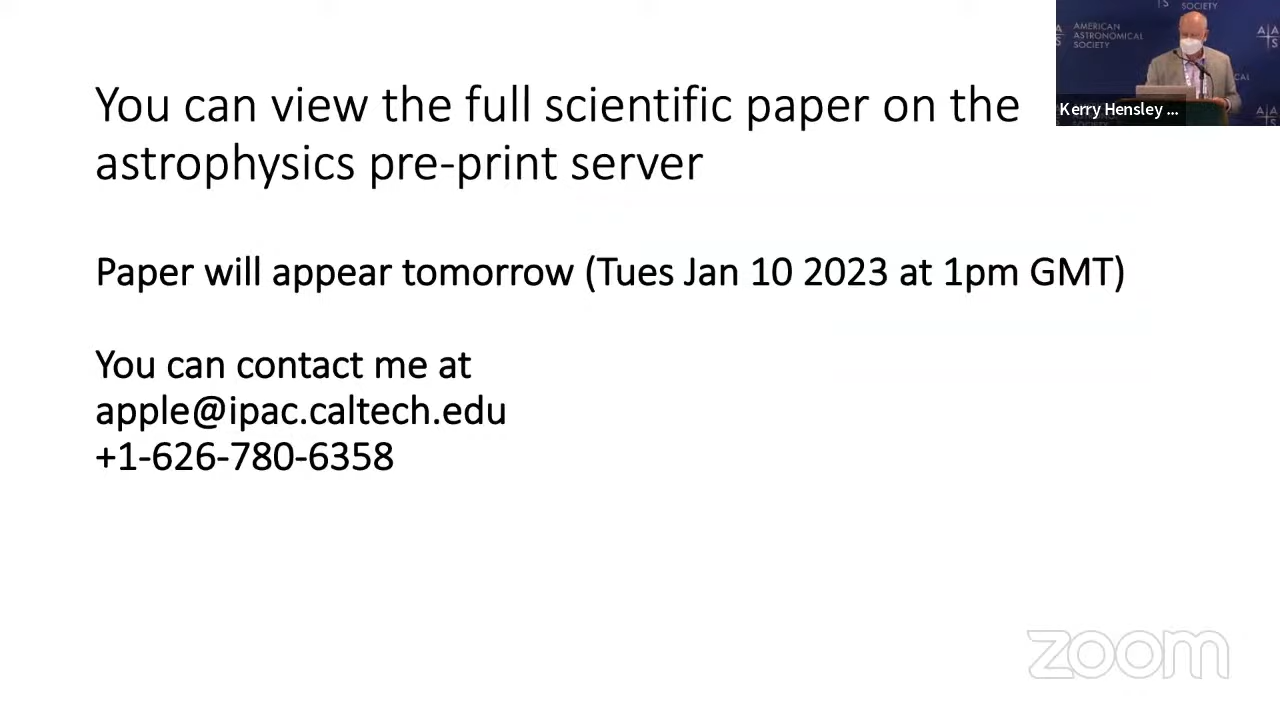 You can view the full scientific paper on the
astrophysics pre-print server
Paper will appear tomorrow (Tues Jan 10 2023 at 1pm GMT)
You can contact me at
apple@ipac.caltech.edu
+1-626-780-6358
SOCIETY
AMERICAN
ASTRONOMICAL
SOCIETY
Kerry Hensley ...
zoom